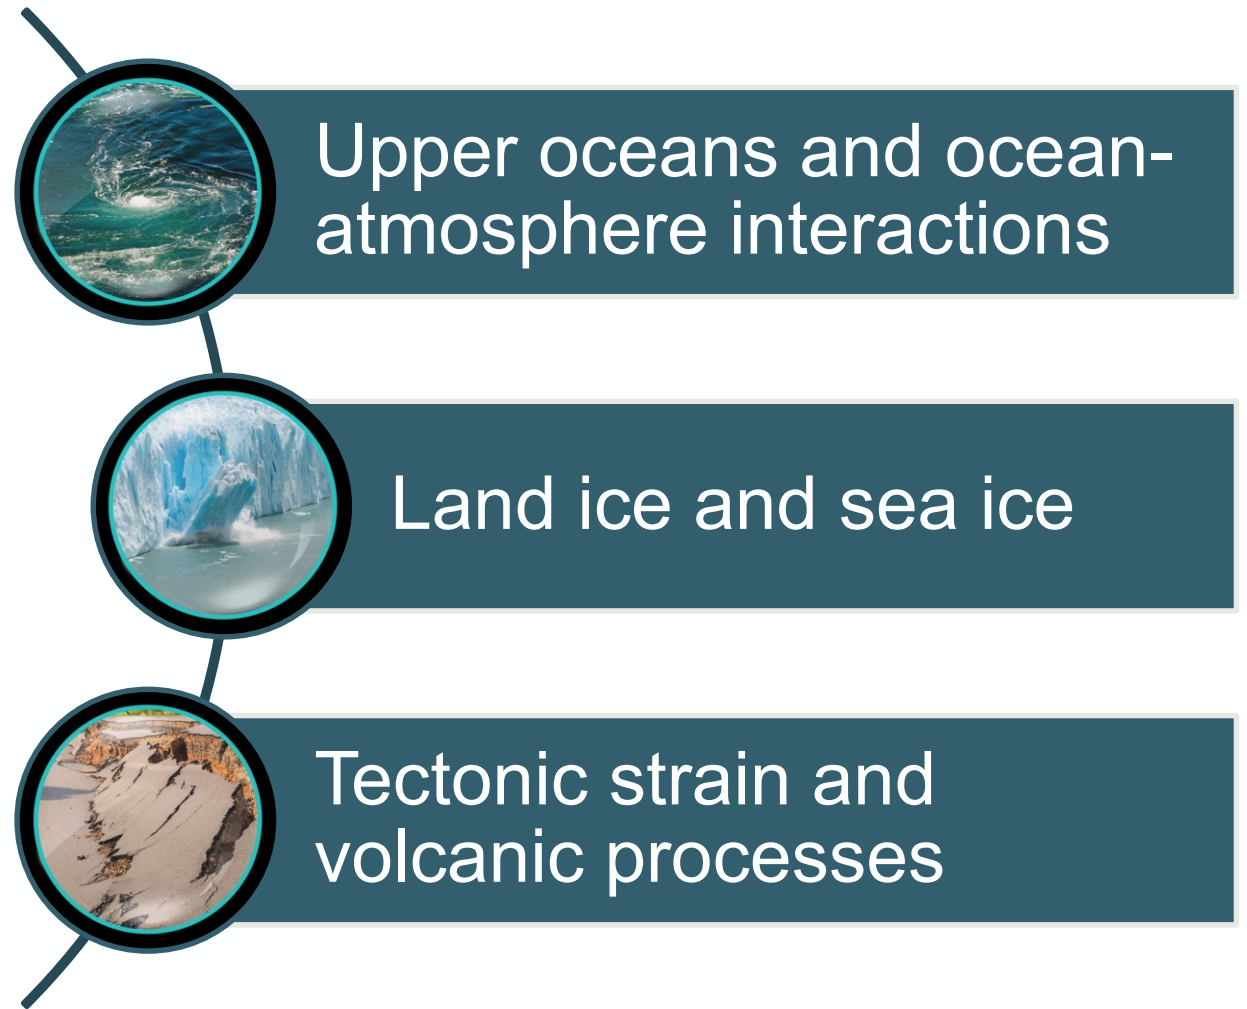 Upper oceans and ocean-
atmosphere interactions
Land ice and sea ice
Tectonic strain and
volcanic processes